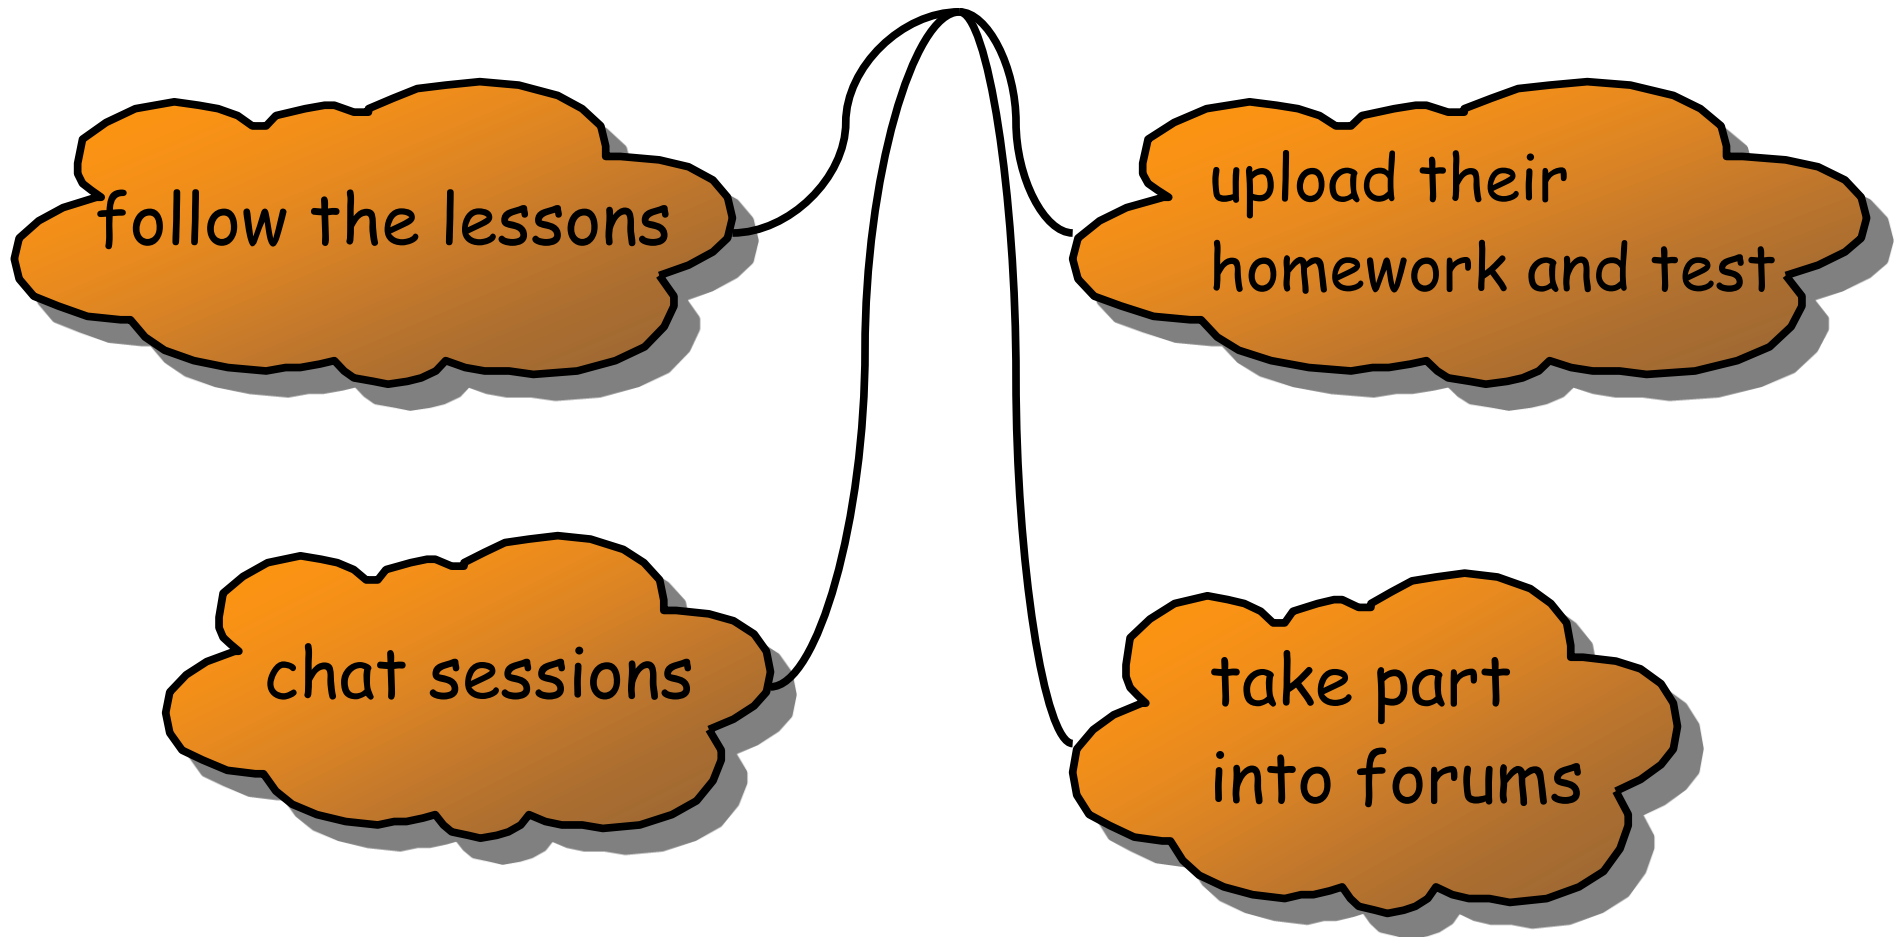 follow the lessons
upload their
homework and test
chat sessions
take part
into forums